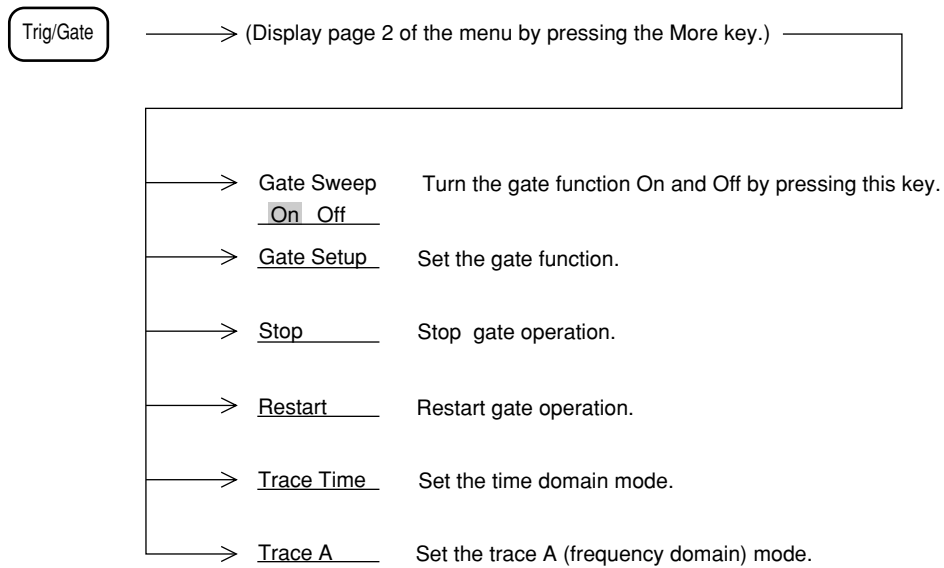 Trig/Gate
(Display page 2 of the menu by pressing the More key.)
Gate Sweep Turn the gate function On and Off by pressing this key.
On Off
Gate Setup Set the gate function.
Stop Stop gate operation.
Restart Restart gate operation.
Trace Time Set the time domain mode.
Trace A Set the trace A (frequency domain) mode.